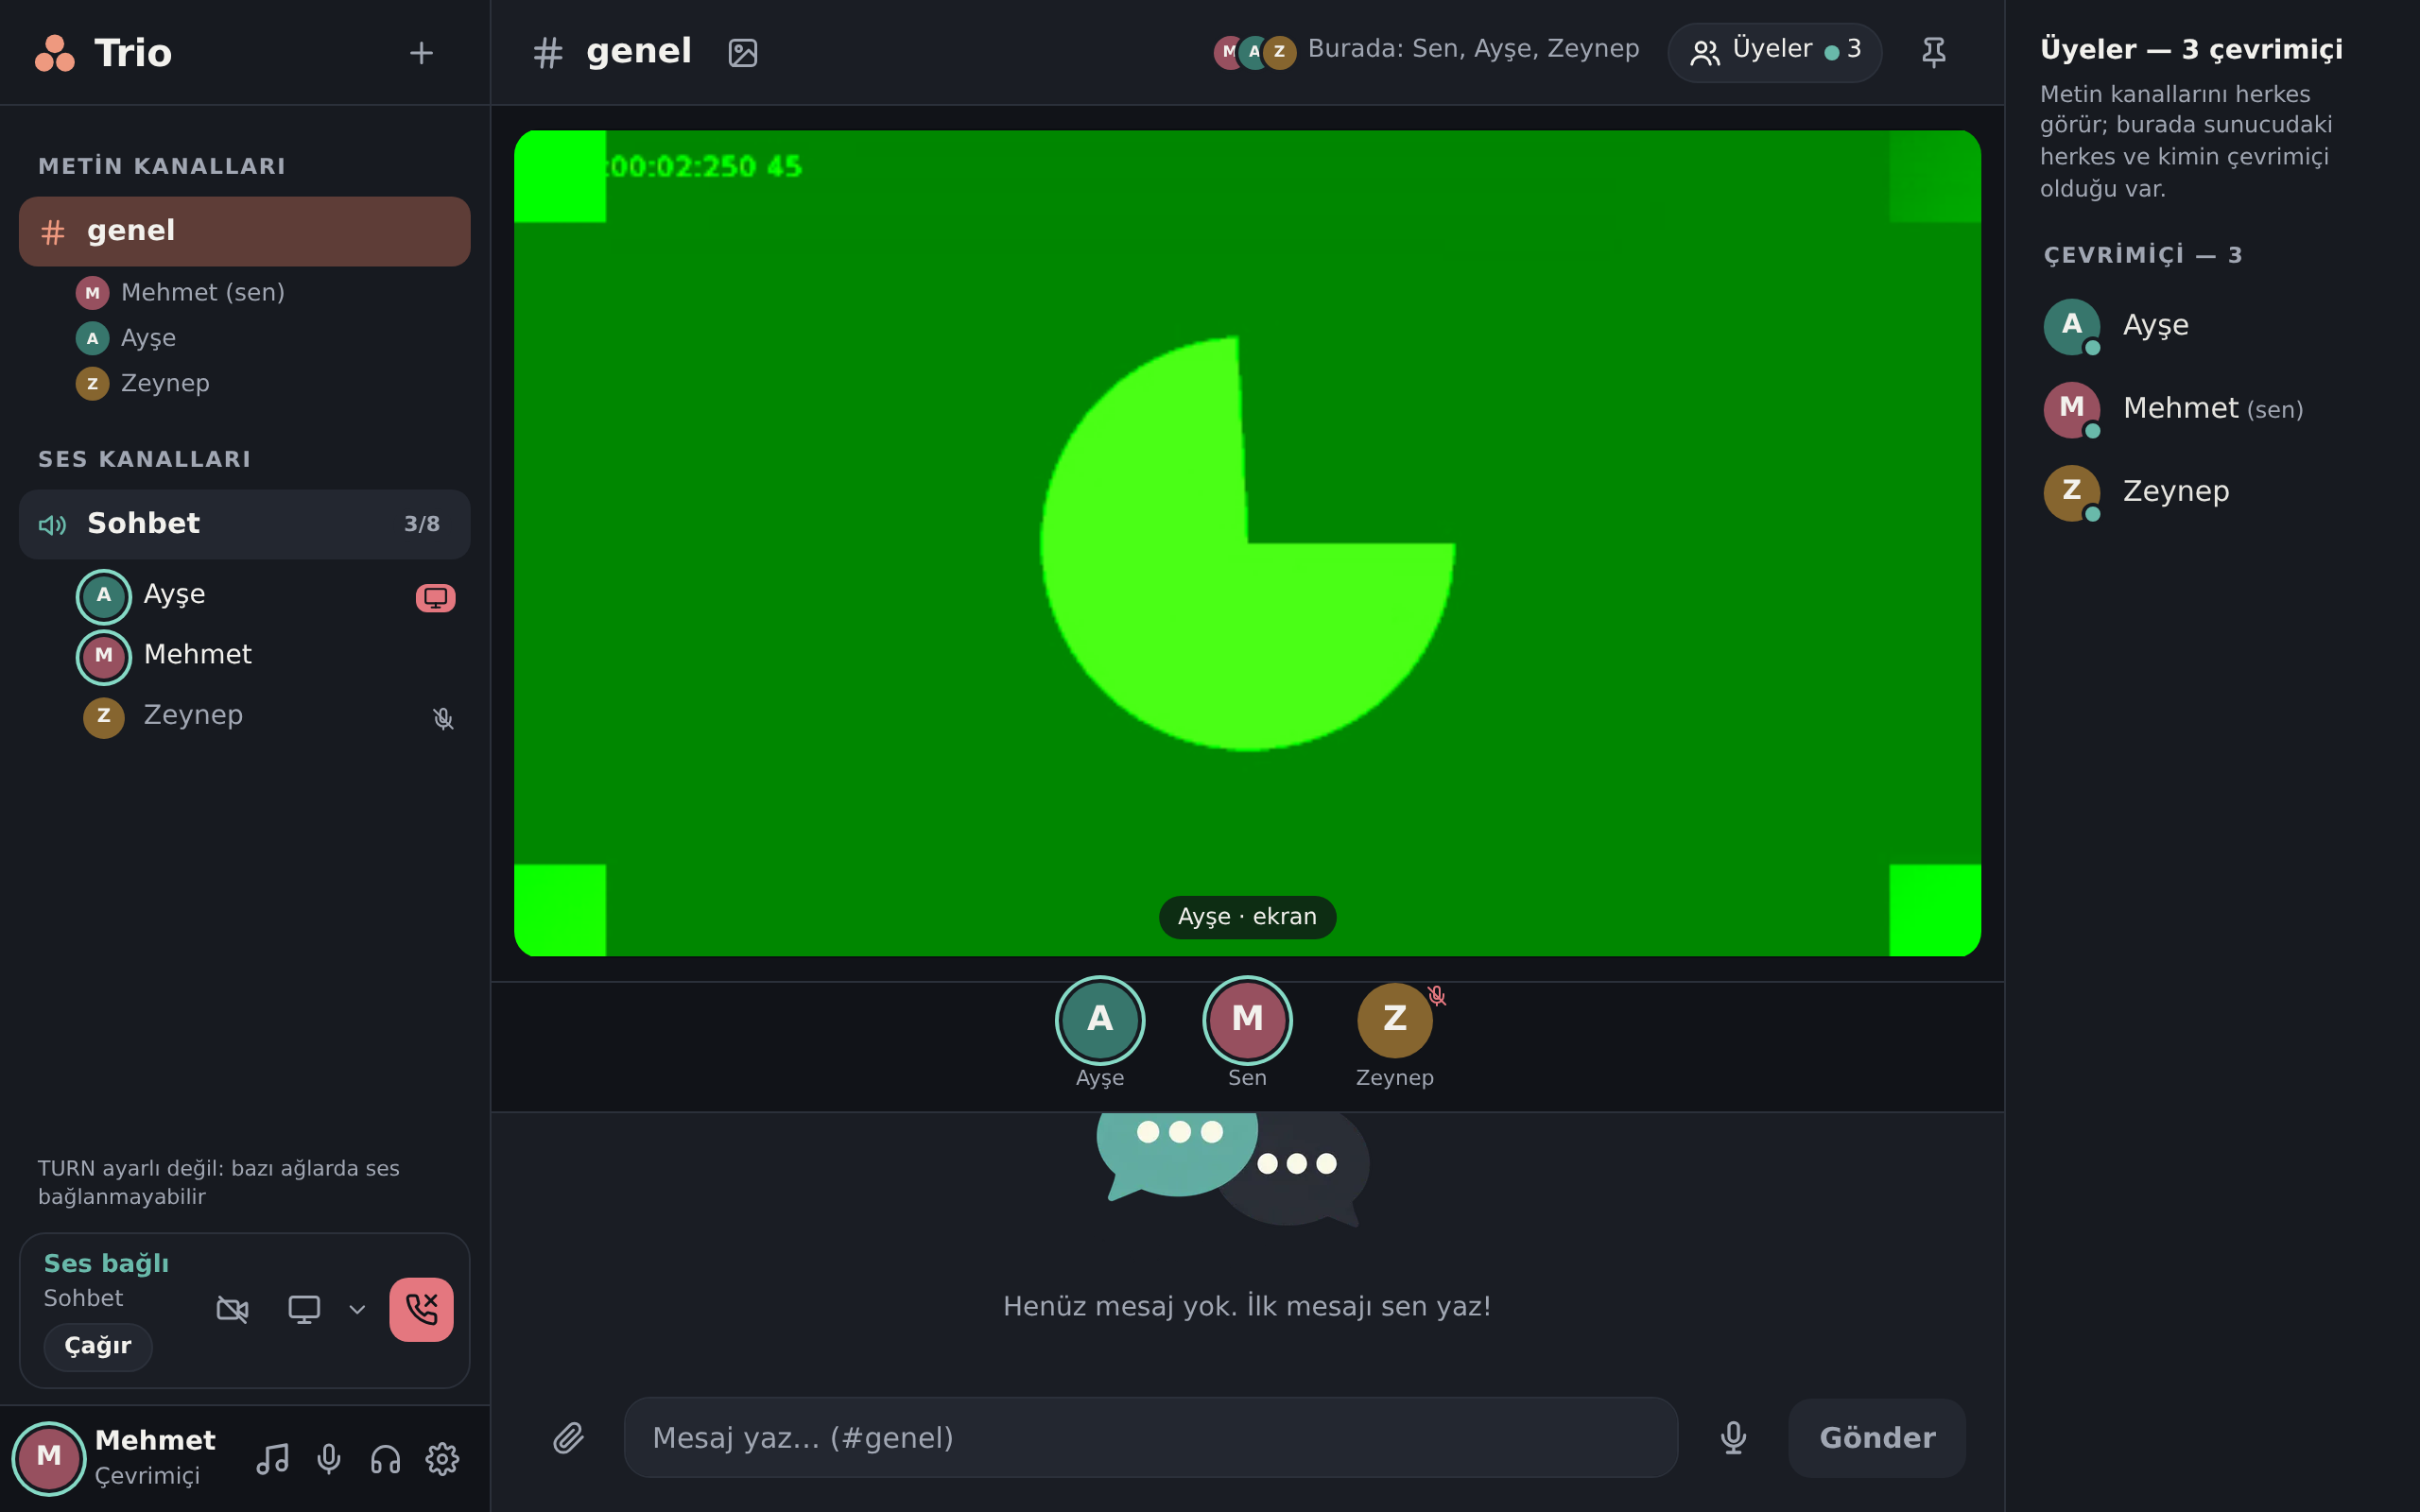 Trio
METİN KANALLARI
genel
M Mehmet (sen)
A Ayşe
Z Zeynep
SES KANALLARI
Sohbet 3/8
A Ayşe
M Mehmet
Z Zeynep
TURN ayarlı değil: bazı ağlarda ses
bağlanmayabilir
Ses bağlı
Sohbet
Çağır
M Mehmet
Çevrimiçi
# genel
M A Z Burada: Sen, Ayşe, Zeynep
Üyeler 3
:00:02:250 45
Ayşe · ekran
A M Z
Ayşe Sen Zeynep
Henüz mesaj yok. İlk mesajı sen yaz!
Mesaj yaz… (#genel)
Gönder
Üyeler — 3 çevrimiçi
Metin kanallarını herkes
görür; burada sunucudaki
herkes ve kimin çevrimiçi
olduğu var.
ÇEVRİMİÇİ — 3
A Ayşe
M Mehmet (sen)
Z Zeynep